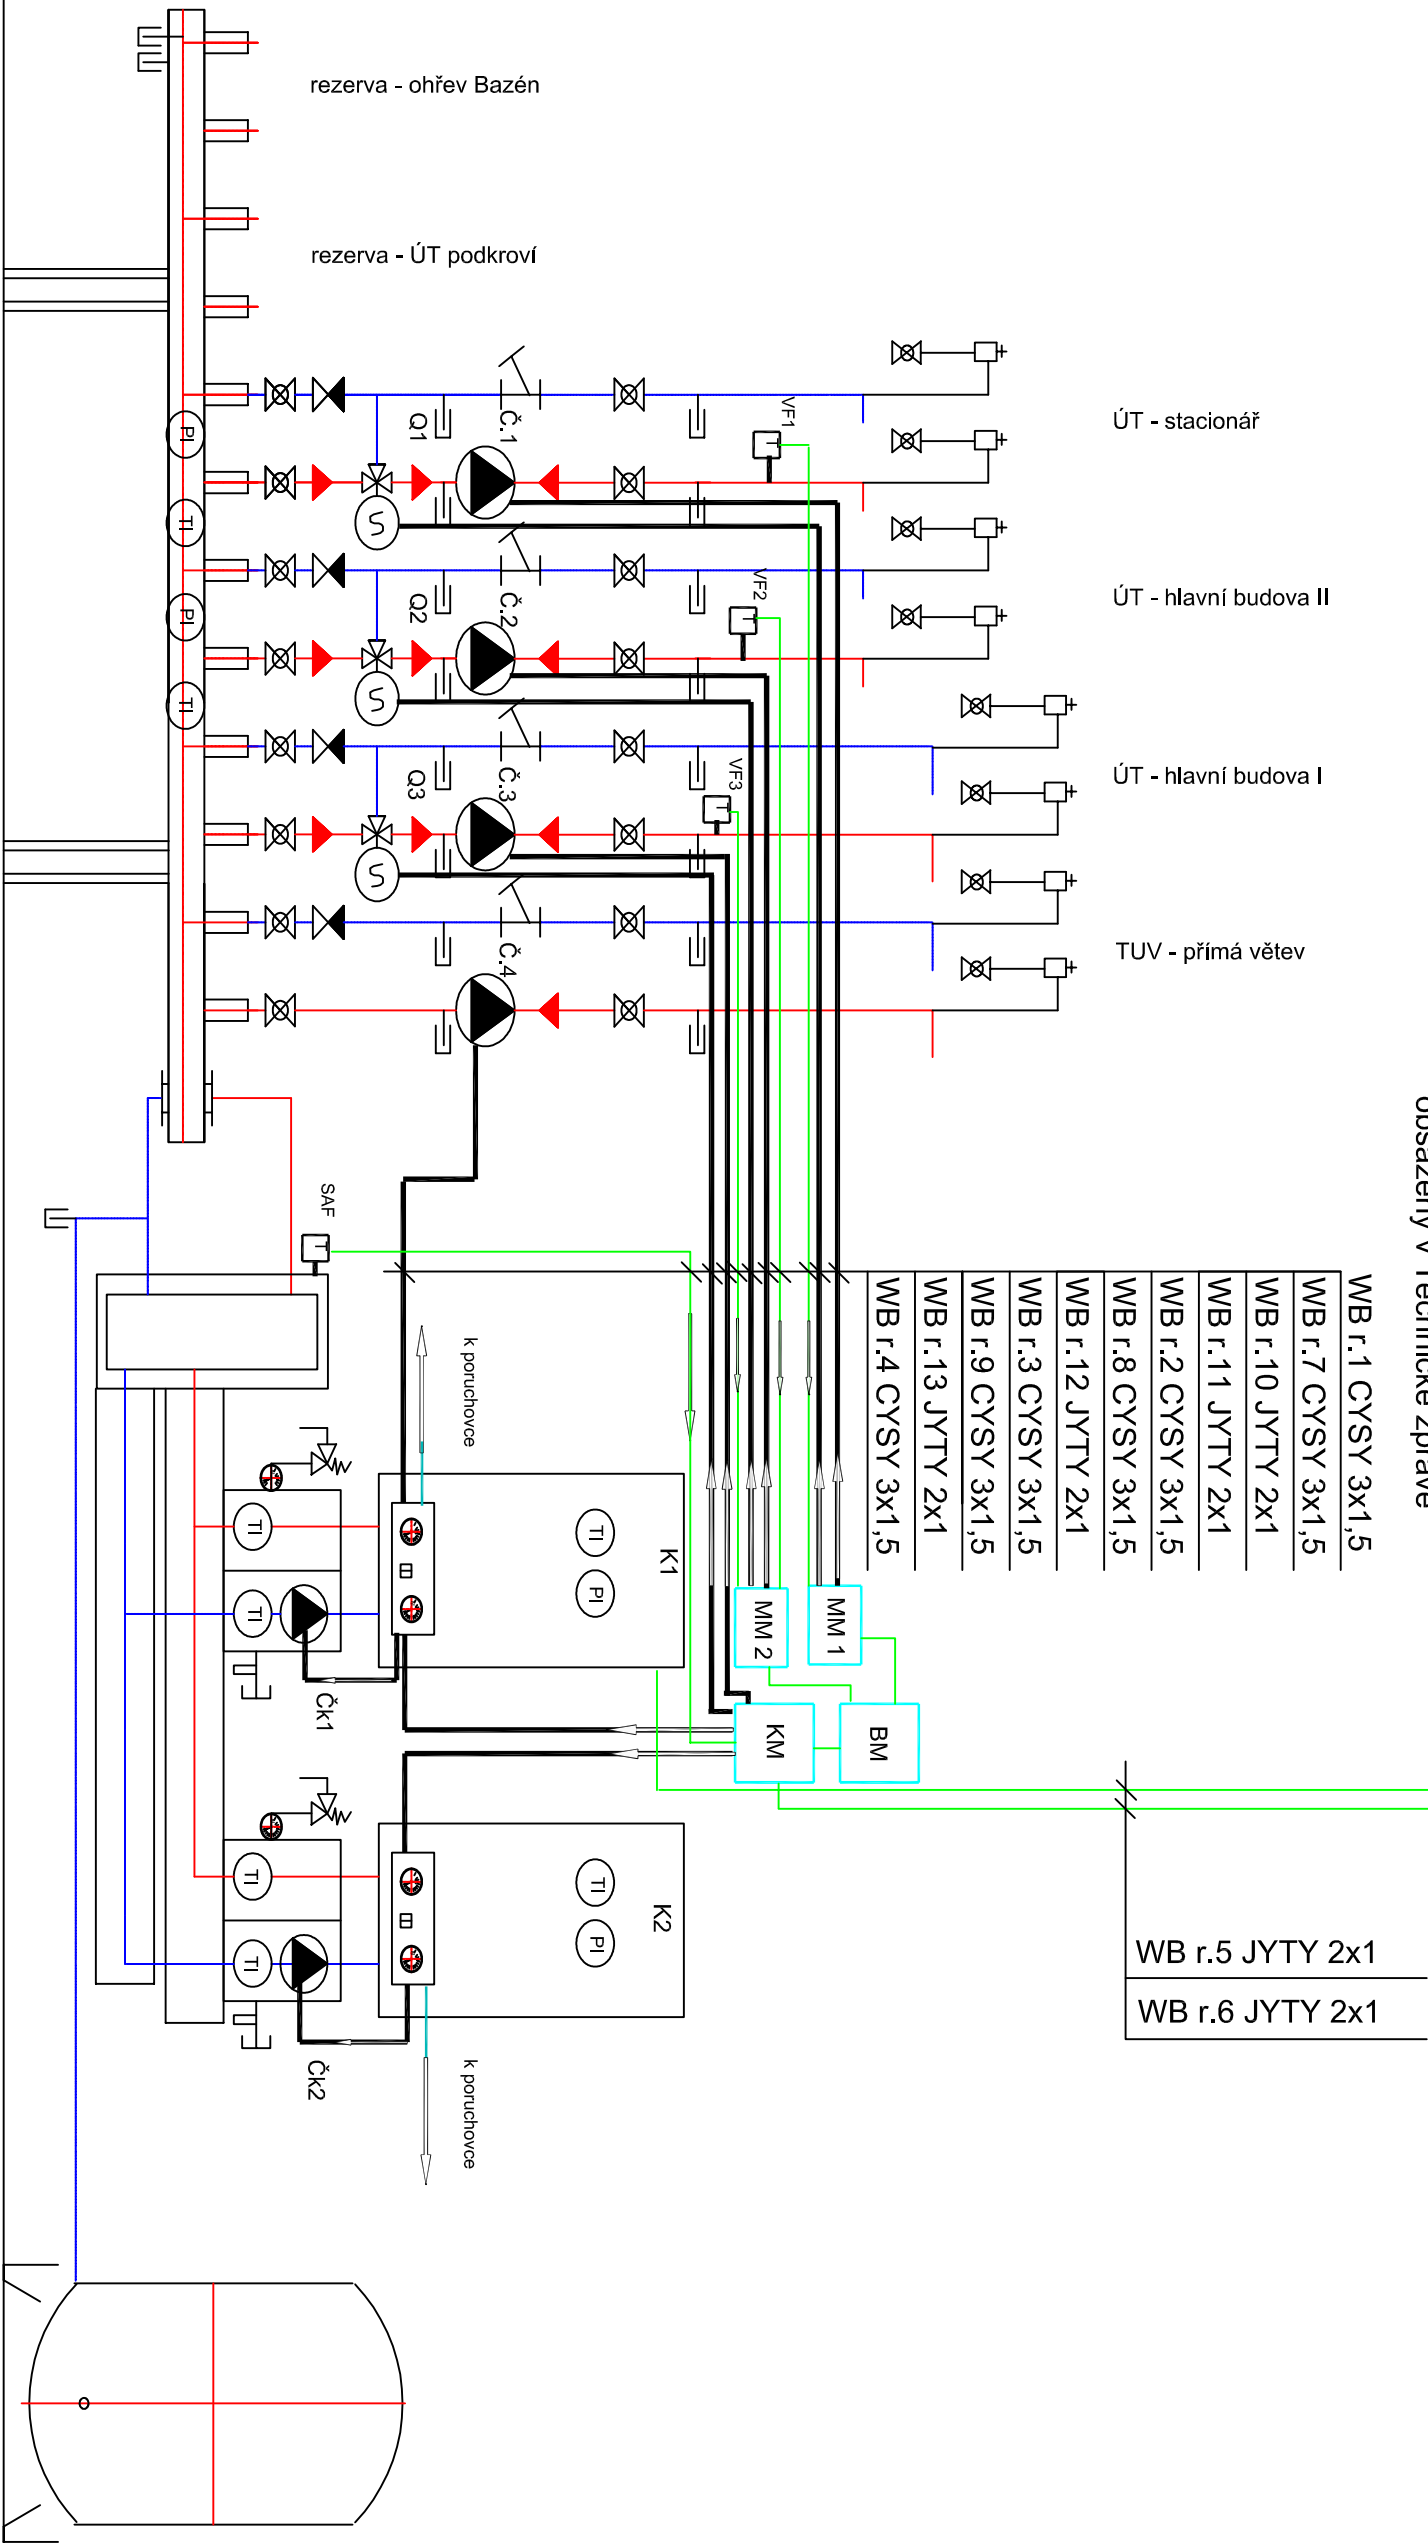 rezerva - ohřev Bazén
rezerva - ÚT podkroví
ÚT - stacionář
ÚT - hlavní budova II
ÚT - hlavní budova I
TUV - přímá větev
PI
TI
PI
TI
Q1
Č.1
VF1
T
S
Q2
Č.2
VF2
T
S
Q3
Č.3
VF3
T
S
Č.4
SAF
T
obsaženy v Technické zprávě
WB r.1 CYSY 3x1,5
WB r.7 CYSY 3x1,5
WB r.10 JYTY 2x1
WB r.11 JYTY 2x1
WB r.2 CYSY 3x1,5
WB r.8 CYSY 3x1,5
WB r.12 JYTY 2x1
WB r.3 CYSY 3x1,5
WB r.9 CYSY 3x1,5
WB r.13 JYTY 2x1
WB r.4 CYSY 3x1,5
k poruchovce
K1
TI
PI
TI
TI
Čk1
MM 1
MM 2
BM
KM
WB r.5 JYTY 2x1
WB r.6 JYTY 2x1
K2
TI
PI
TI
TI
Čk2
k poruchovce